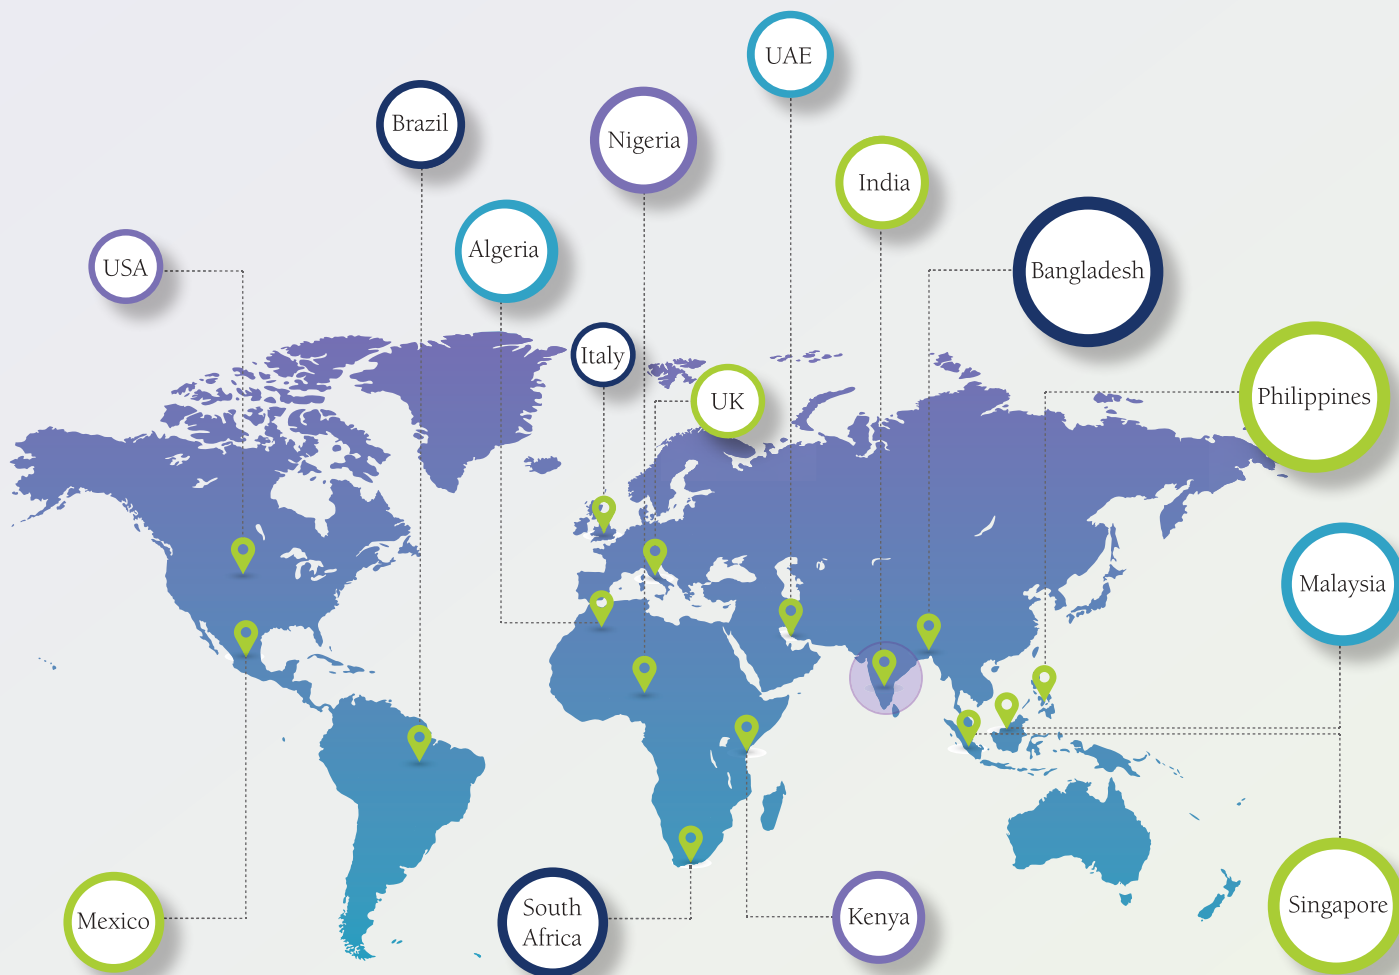 UAE
Brazil
Nigeria
India
Algeria
USA
Bangladesh
Italy
UK
Philippines
Malaysia
Mexico
South
Africa
Kenya
Singapore